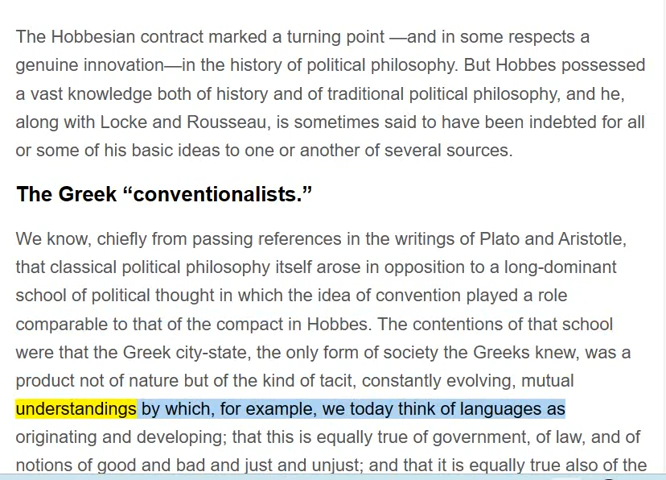 The Hobbesian contract marked a turning point —and in some respects a
genuine innovation—in the history of political philosophy. But Hobbes possessed
a vast knowledge both of history and of traditional political philosophy, and he,
along with Locke and Rousseau, is sometimes said to have been indebted for all
or some of his basic ideas to one or another of several sources.
The Greek “conventionalists.”
We know, chiefly from passing references in the writings of Plato and Aristotle,
that classical political philosophy itself arose in opposition to a long-dominant
school of political thought in which the idea of convention played a role
comparable to that of the compact in Hobbes. The contentions of that school
were that the Greek city-state, the only form of society the Greeks knew, was a
product not of nature but of the kind of tacit, constantly evolving, mutual
understandings by which, for example, we today think of languages as
originating and developing; that this is equally true of government, of law, and of
notions of good and bad and just and unjust; and that it is equally true also of the